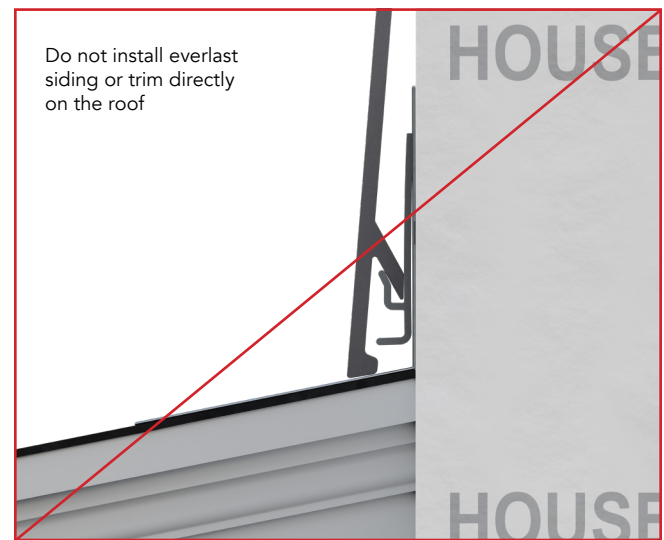 Do not install everlast
siding or trim directly
on the roof
HOUSE
HOUSE